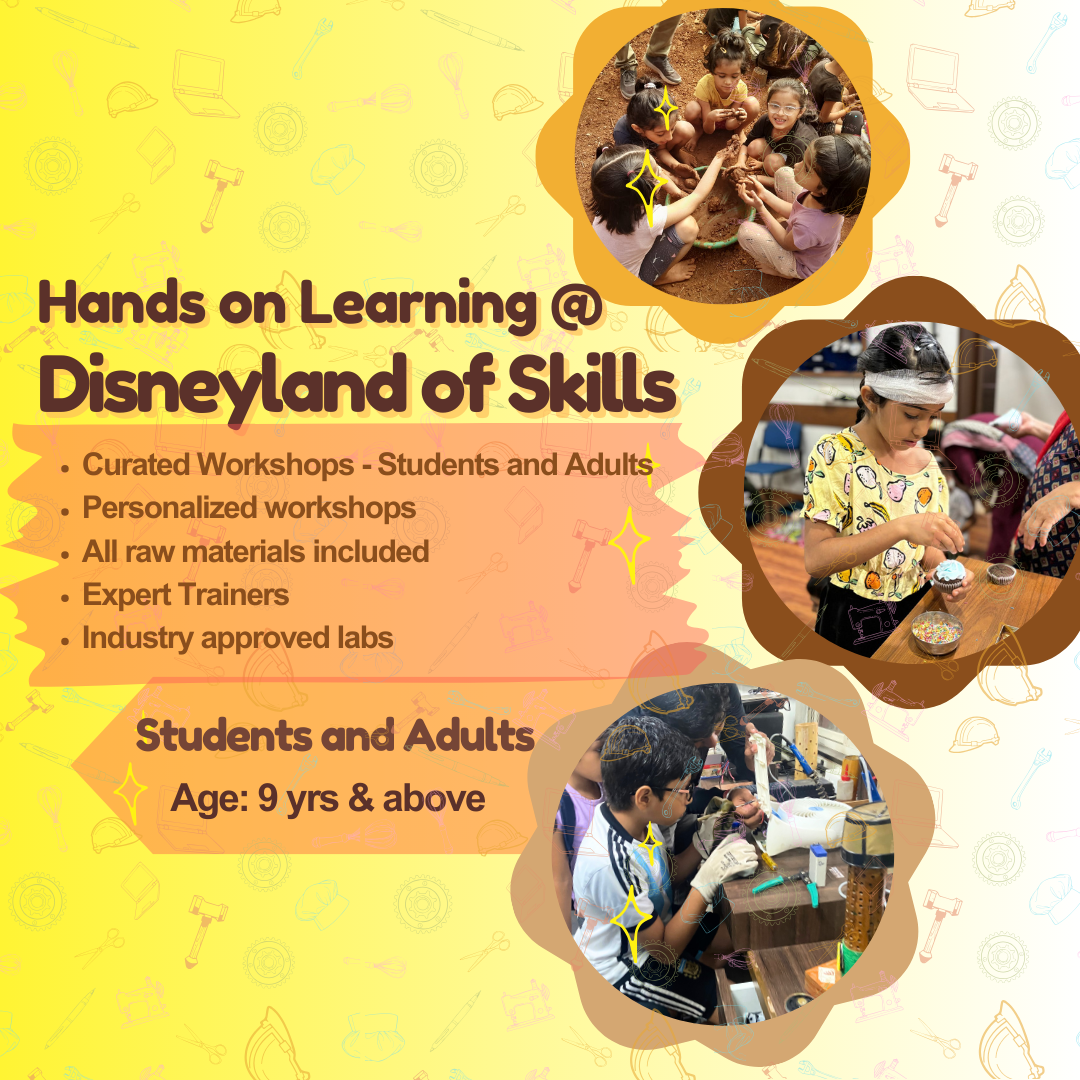 Hands on Learning @
Disneyland of Skills
• Curated Workshops - Students and Adults
• Personalized workshops
• All raw materials included
• Expert Trainers
• Industry approved labs
Students and Adults
Age: 9 yrs & above